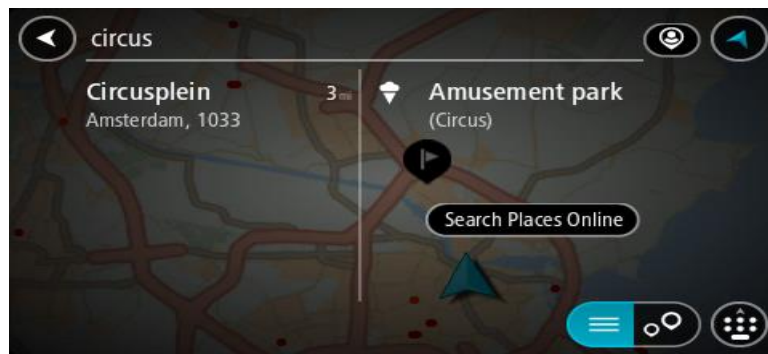 circus
Circusplein
3 mi
Amsterdam, 1033
Amusement park
(Circus)
Search Places Online